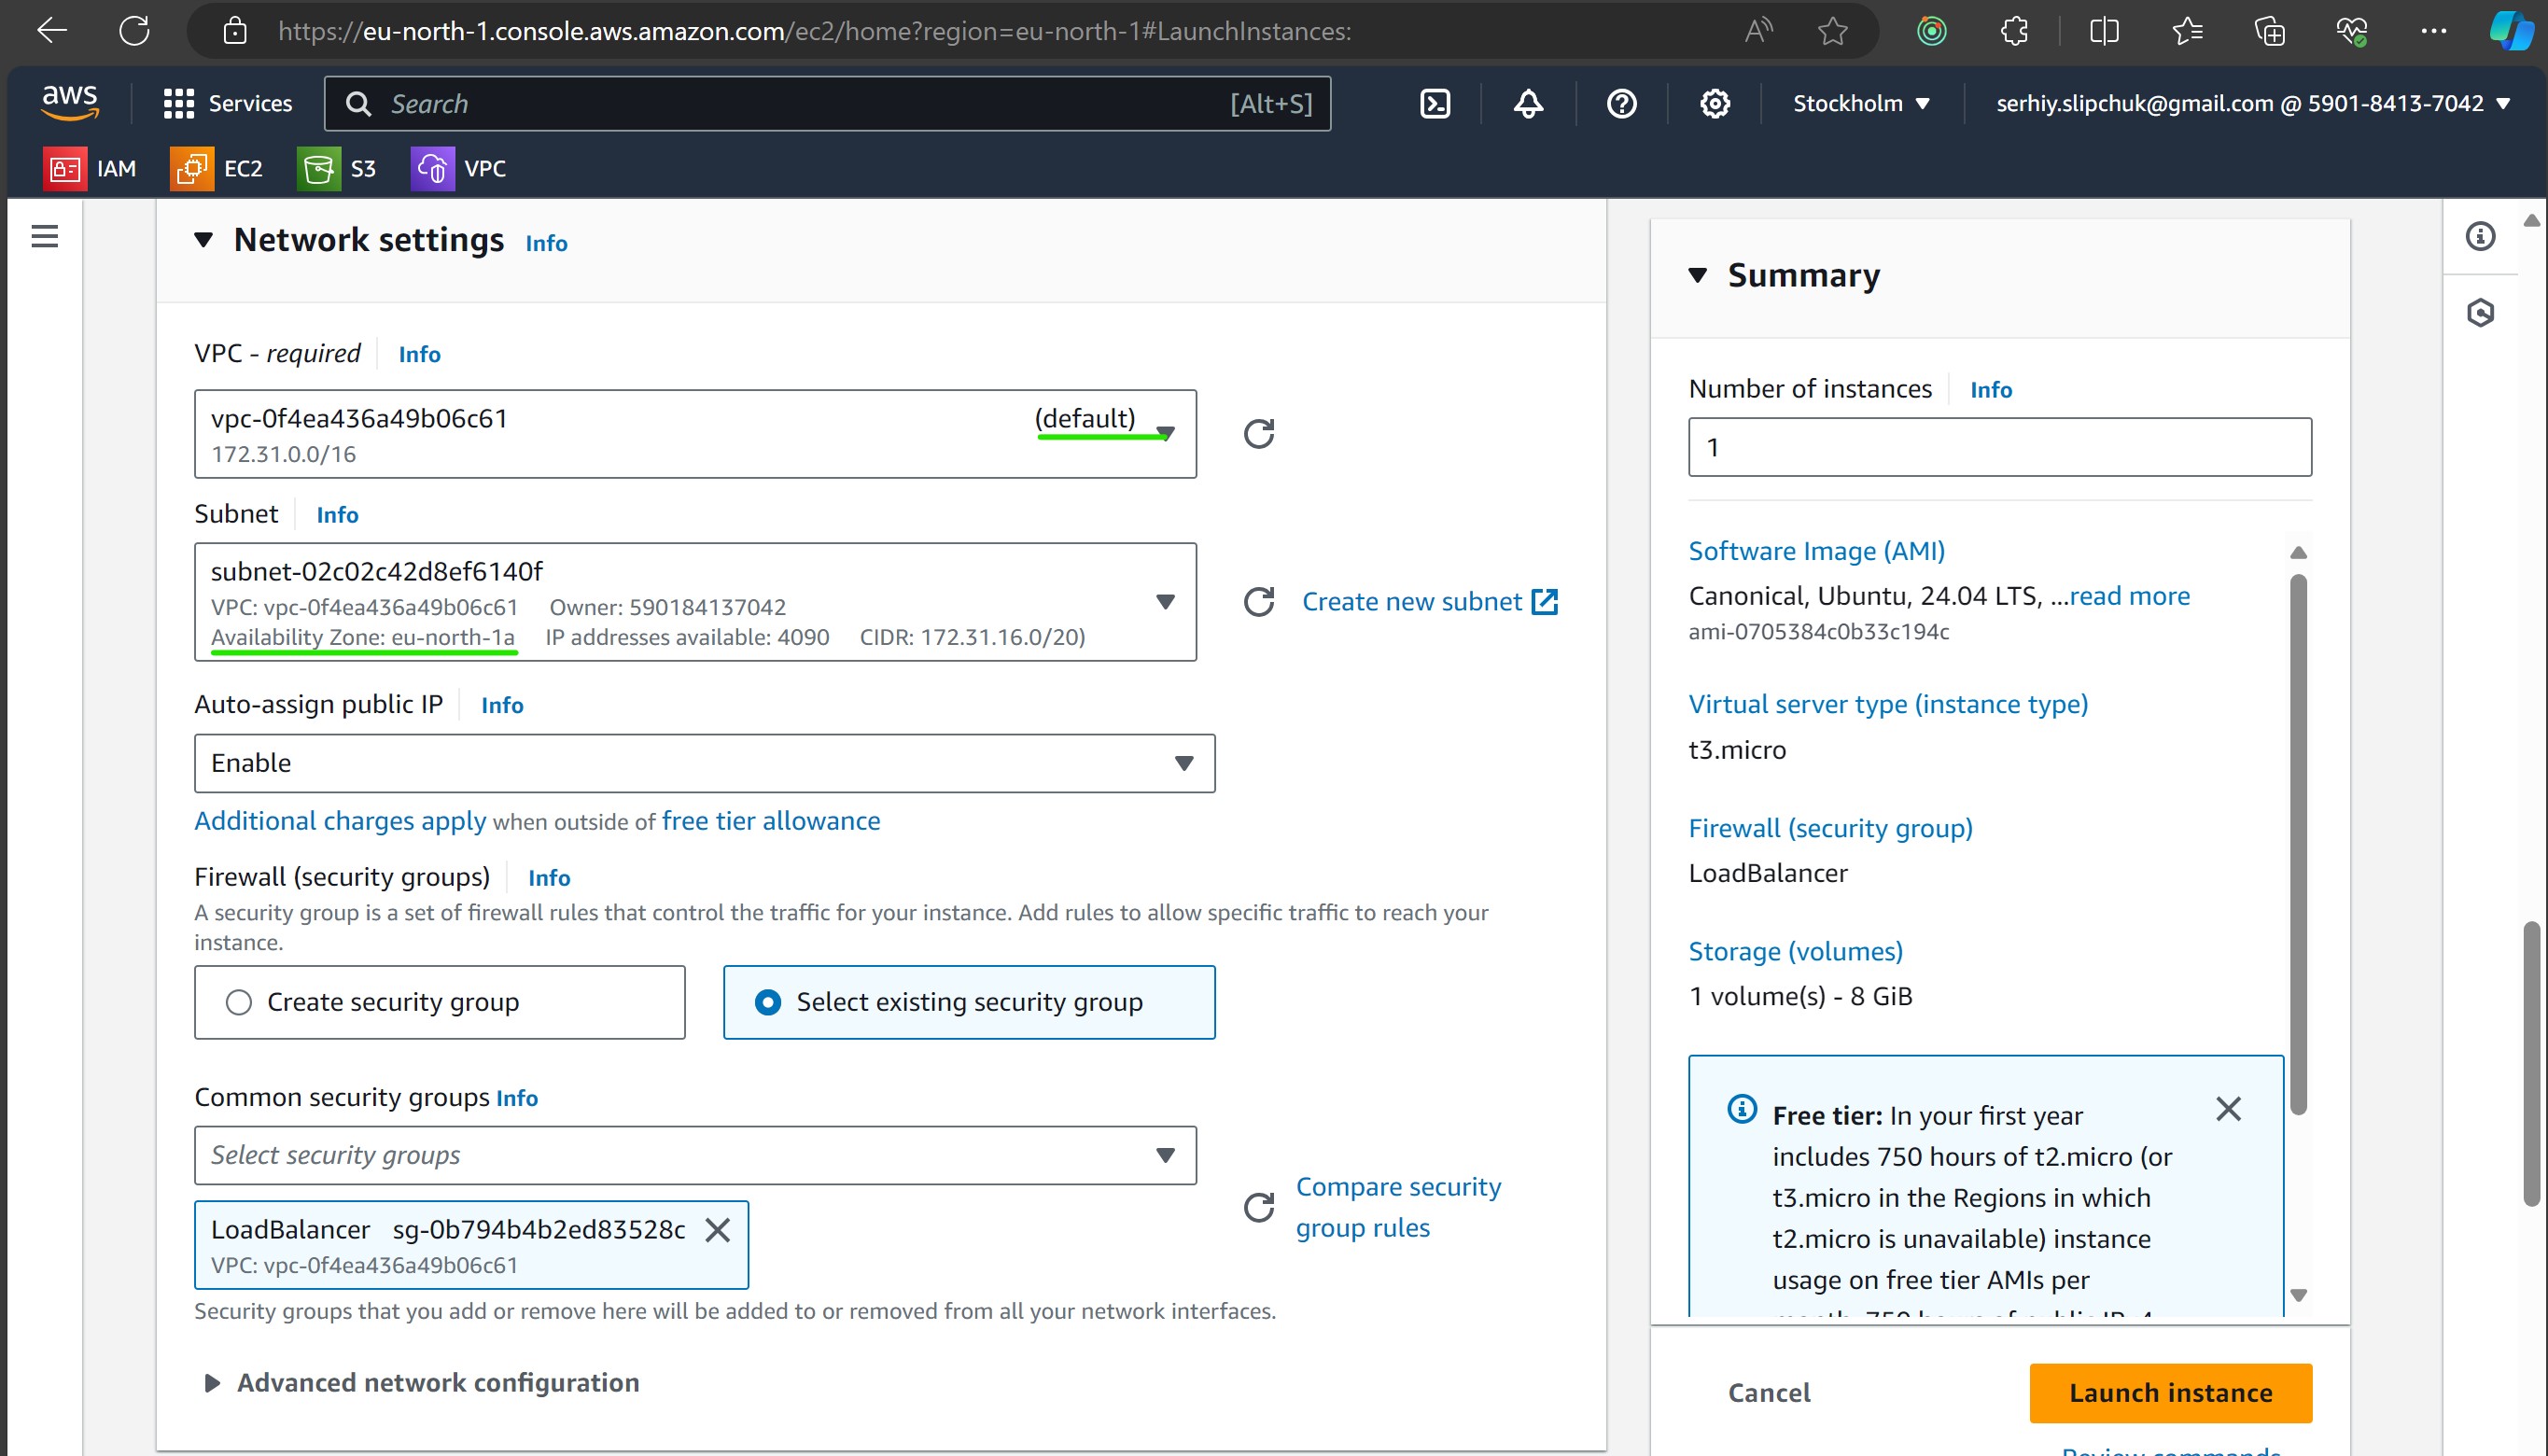 https://eu-north-1.console.aws.amazon.com/ec2/home?region=eu-north-1#LaunchInstances:
aws
Services
Search
[Alt+S]
Stockholm
serhiy.slipchuk@gmail.com @ 5901-8413-7042
IAM
EC2
S3
VPC
Network settings Info
VPC - required Info
vpc-0f4ea436a49b06c61 (default)
172.31.0.0/16
Subnet Info
subnet-02c02c42d8ef6140f
VPC: vpc-0f4ea436a49b06c61 Owner: 590184137042
Availability Zone: eu-north-1a IP addresses available: 4090 CIDR: 172.31.16.0/20)
Create new subnet
Auto-assign public IP Info
Enable
Additional charges apply when outside of free tier allowance
Firewall (security groups) Info
A security group is a set of firewall rules that control the traffic for your instance. Add rules to allow specific traffic to reach your
instance.
Create security group
Select existing security group
Common security groups Info
Select security groups
LoadBalancer sg-0b794b4b2ed83528c
VPC: vpc-0f4ea436a49b06c61
Compare security
group rules
Security groups that you add or remove here will be added to or removed from all your network interfaces.
Advanced network configuration
Summary
Number of instances Info
1
Software Image (AMI)
Canonical, Ubuntu, 24.04 LTS, ...read more
ami-0705384c0b33c194c
Virtual server type (instance type)
t3.micro
Firewall (security group)
LoadBalancer
Storage (volumes)
1 volume(s) - 8 GiB
Free tier: In your first year
includes 750 hours of t2.micro (or
t3.micro in the Regions in which
t2.micro is unavailable) instance
usage on free tier AMIs per
Cancel
Launch instance